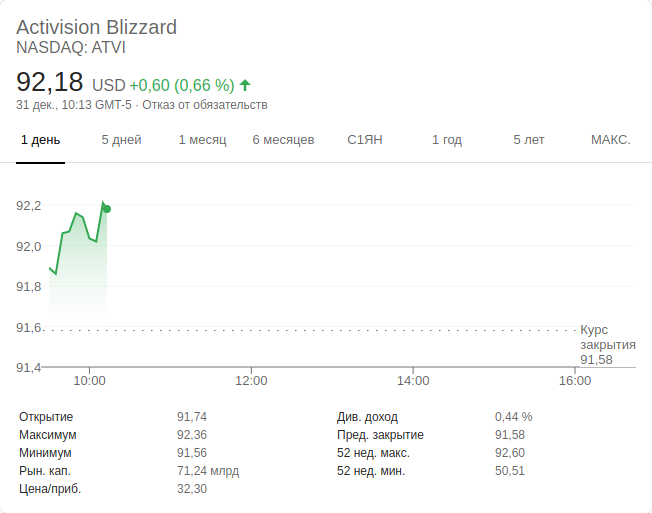 Activision Blizzard
NASDAQ: ATVI
92,18 USD +0,60 (0,66 %)
31 дек., 10:13 GMT-5 · Отказ от обязательств
1 день 5 дней 1 месяц 6 месяцев С1ЯН 1 год 5 лет МАКС.
92,2
92,0
91,8
91,6
91,4
Курс
закрытия
91,58
10:00 12:00 14:00 16:00
Открытие 91,74 Див. доход 0,44 %
Максимум 92,36 Пред. закрытие 91,58
Минимум 91,56 52 нед. макс. 92,60
Рын. кап. 71,24 млрд 52 нед. мин. 50,51
Цена/приб. 32,30